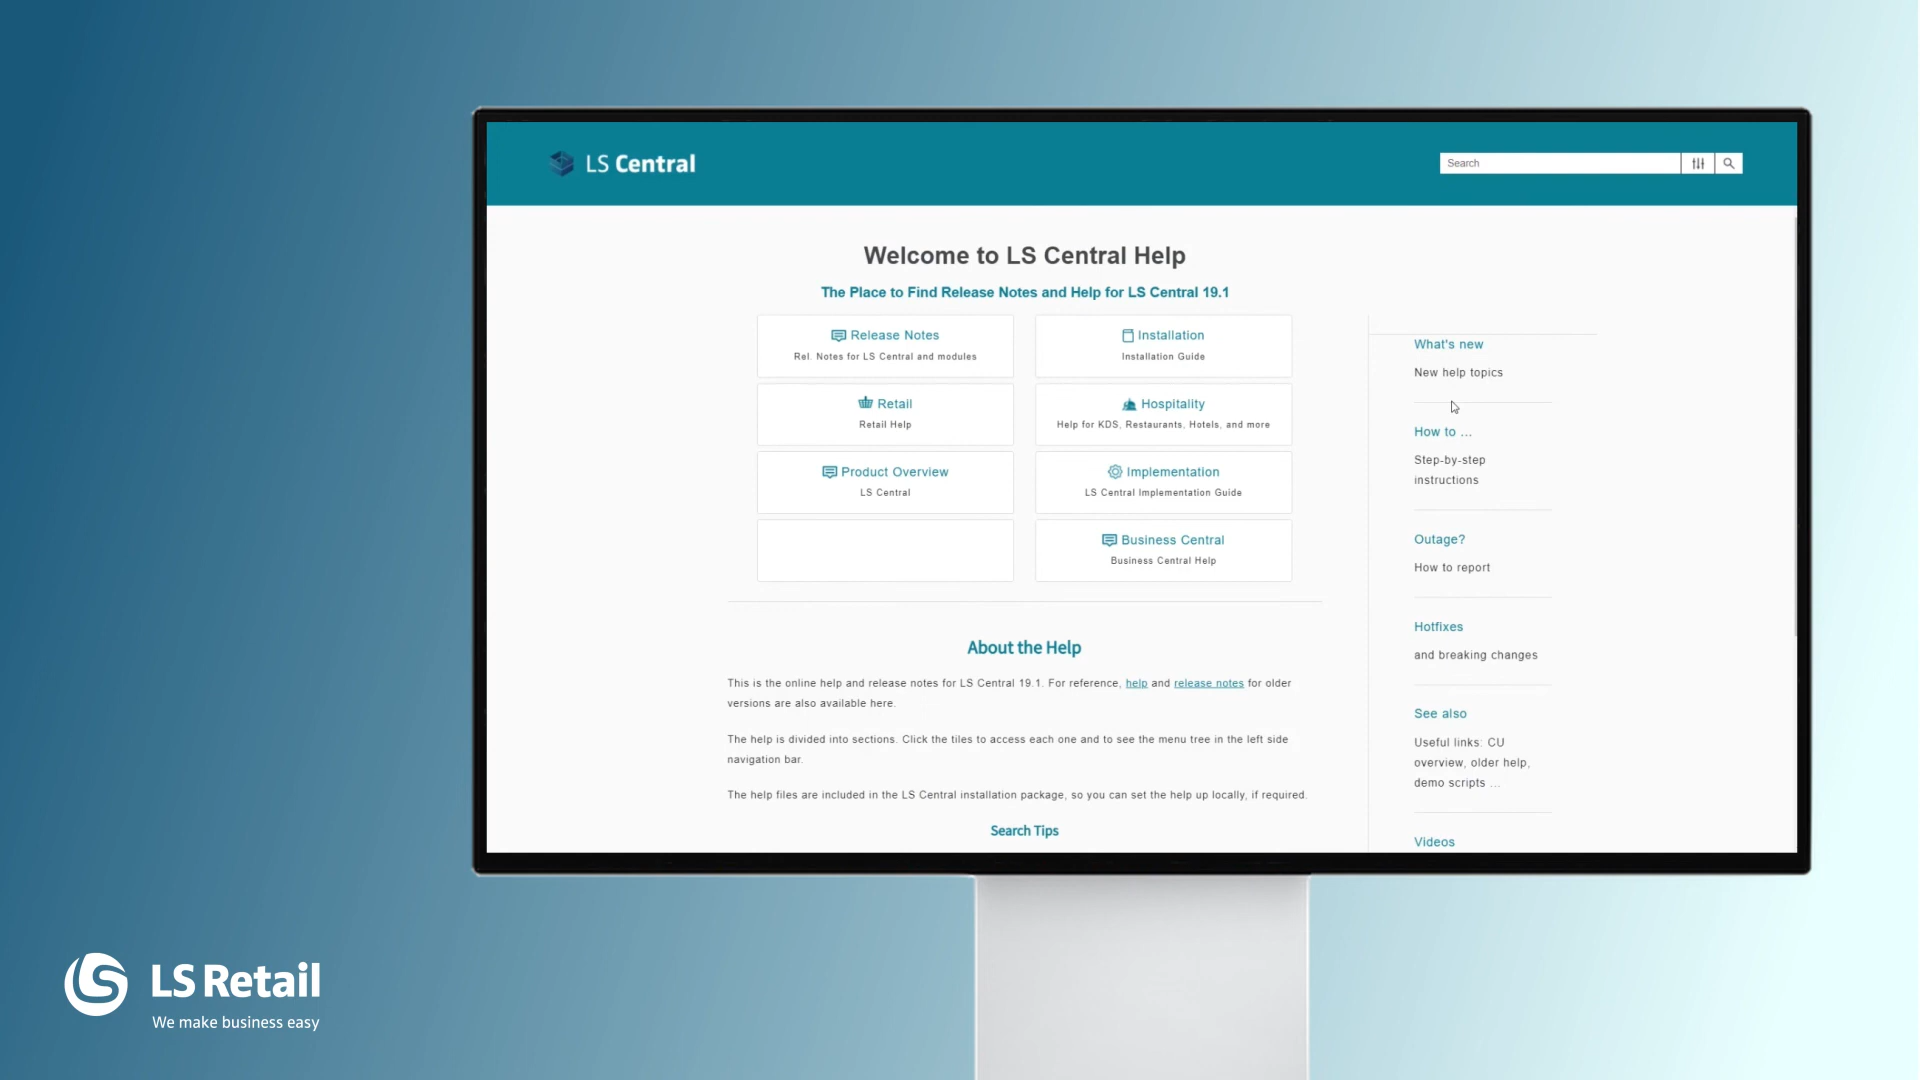 LS Central
Search
Welcome to LS Central Help
The Place to Find Release Notes and Help for LS Central 19.1
Release Notes
Rel. Notes for LS Central and modules
Installation
Installation Guide
Retail
Retail Help
Hospitality
Help for KDS, Restaurants, Hotels, and more
Product Overview
LS Central
Implementation
LS Central Implementation Guide
Business Central
Business Central Help
About the Help
This is the online help and release notes for LS Central 19.1. For reference, help and release notes for older
versions are also available here.
The help is divided into sections. Click the tiles to access each one and to see the menu tree in the left side
navigation bar.
The help files are included in the LS Central installation package, so you can set the help up locally, if required.
Search Tips
What's new
New help topics
How to ...
Step-by-step
instructions
Outage?
How to report
Hotfixes
and breaking changes
See also
Useful links: CU
overview, older help,
demo scripts ...
Videos
LS Retail
We make business easy